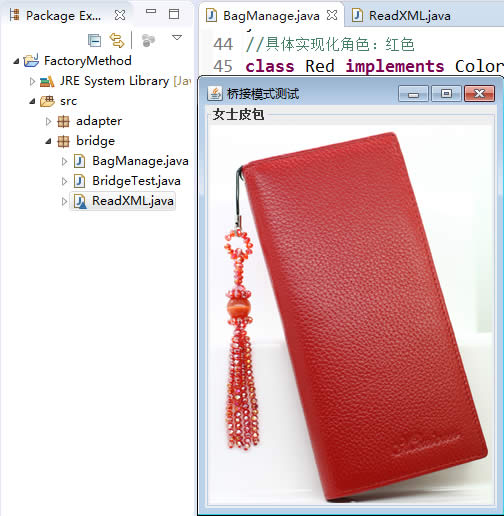 Package Ex...
FactoryMethod
JRE System Library [Jav
src
adapter
bridge
BagManage.java
BridgeTest.java
ReadXML.java
BagManage.java
ReadXML.java
44 //具体实现化角色：红色
45 class Red implements Color
桥接模式测试
女士皮包